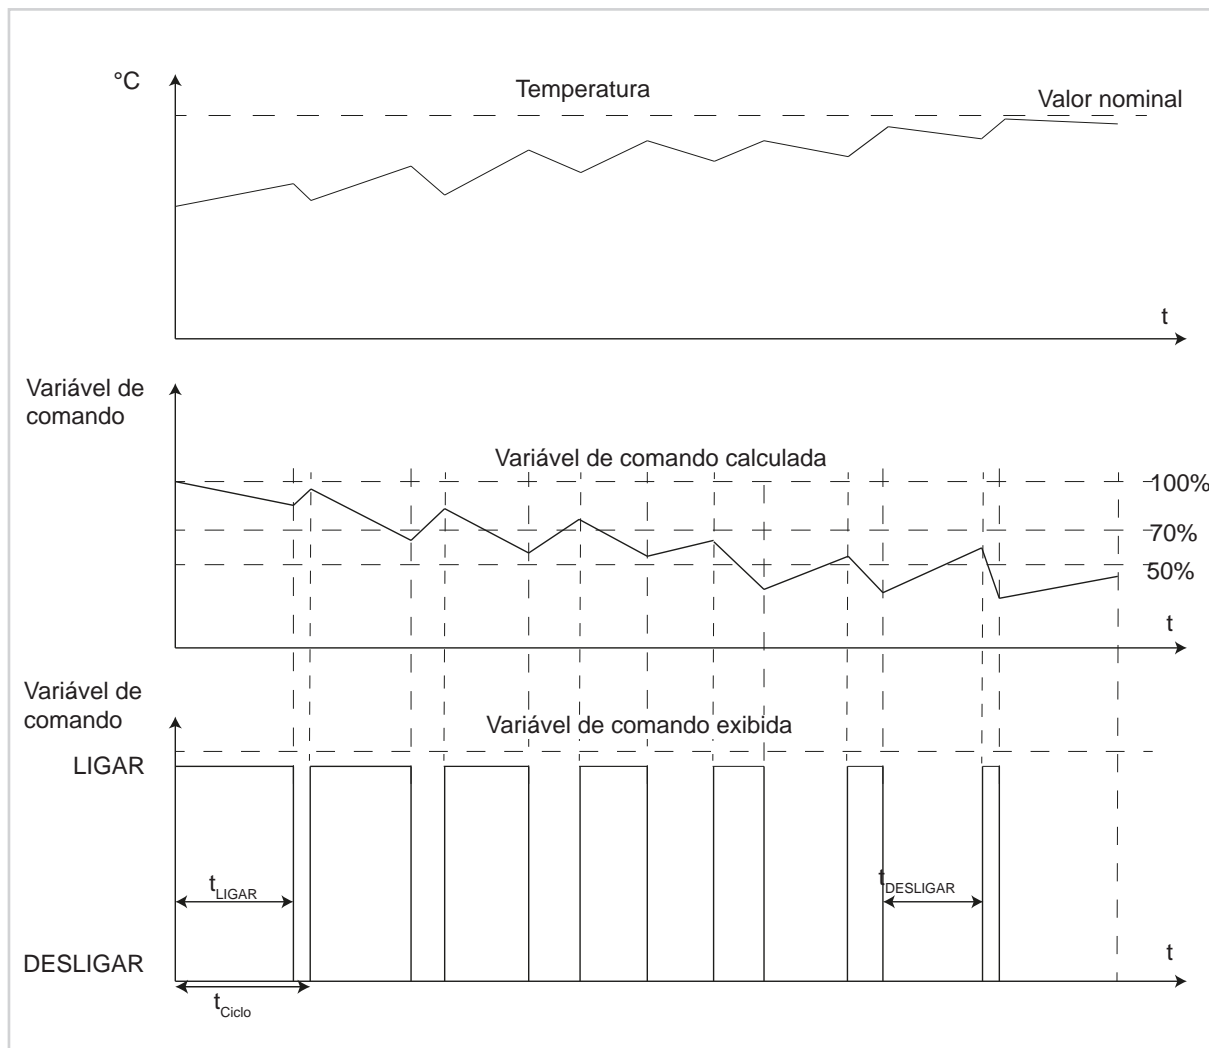 °C
Temperatura
Valor nominal
t
Variável de
comando
Variável de comando calculada
100%
70%
50%
t
Variável de
comando
Variável de comando exibida
LIGAR
tLIGAR
tDESLIGAR
DESLIGAR
t
tCiclo